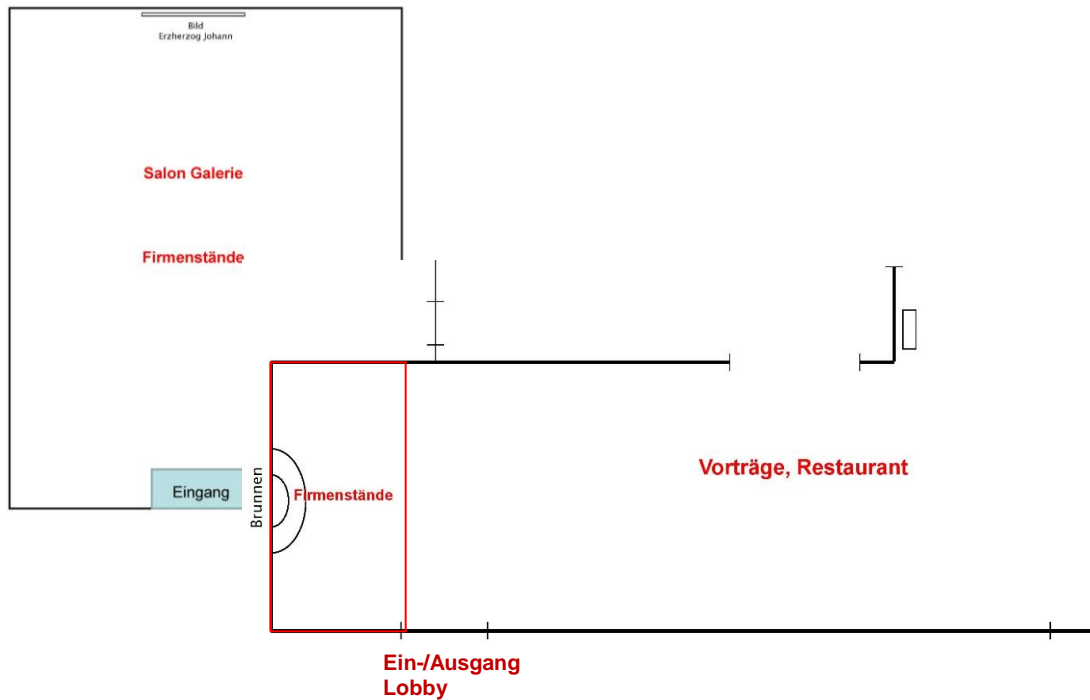 Bild
Erzherzog Johann
Salon Galerie
Firmenstände
Eingang
Brunnen
Firmenstände
Vorträge, Restaurant
Ein-/Ausgang
Lobby